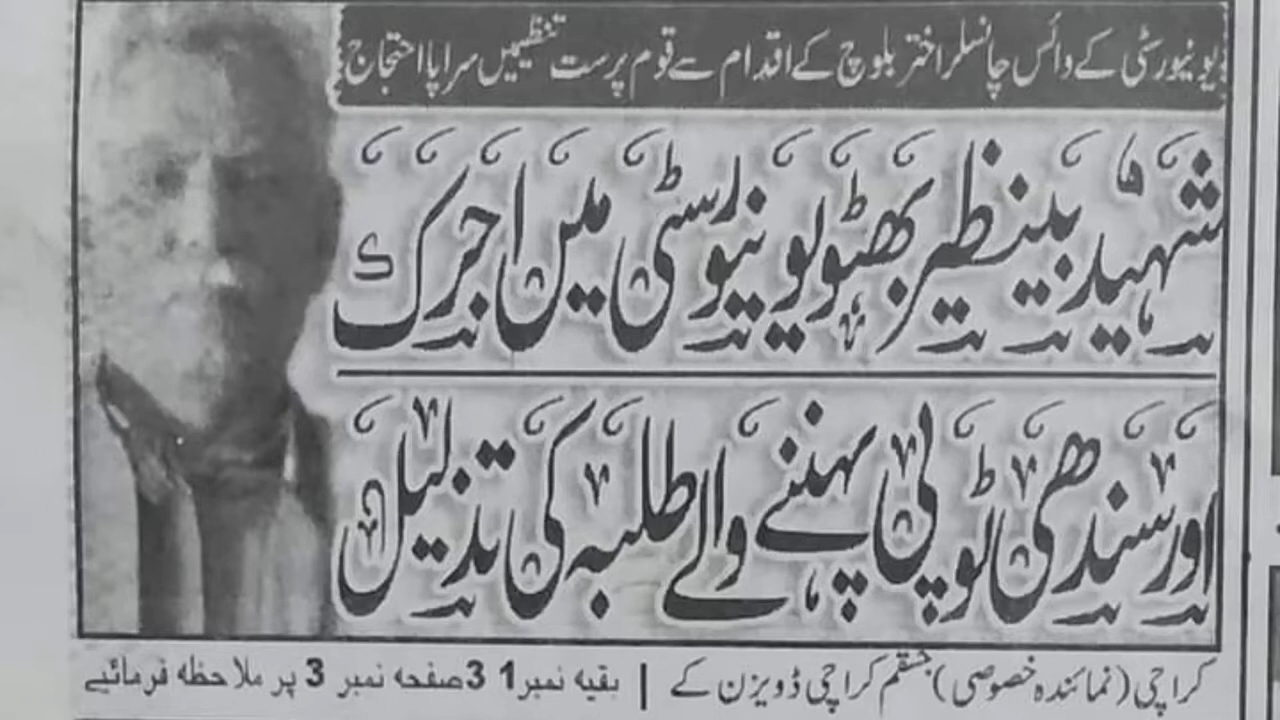 یونیورسٹی کے وائس چانسلر اختر بلوچ کے اقدام سے قوم پرست تنظیمیں سراپا احتجاج
شہید بینظیر بھٹو یونیورسٹی میں اجرک
اور سندھی ٹوپی پہننے والے طلبہ کی تذلیل
کراچی (نمائندہ خصوصی) جسقم کراچی ڈویزن کے | بقیہ نمبر 31 صفحہ نمبر 3 پر ملاحظہ فرمائیے